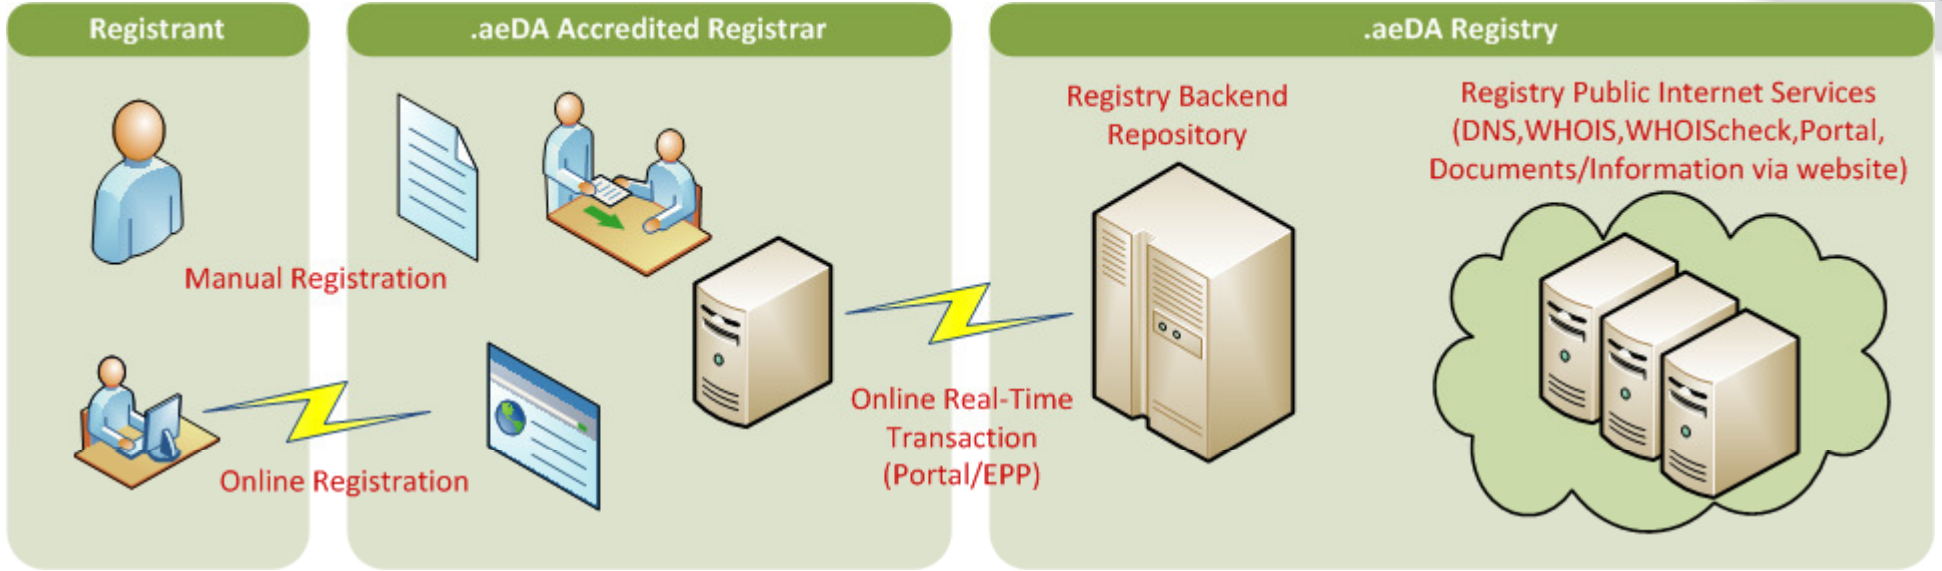 Registrant
.aeDA Accredited Registrar
.aeDA Registry
Manual Registration
Online Registration
Online Real-Time
Transaction
(Portal/EPP)
Registry Backend
Repository
Registry Public Internet Services
(DNS,WHOIS,WHOIScheck,Portal,
Documents/Information via website)